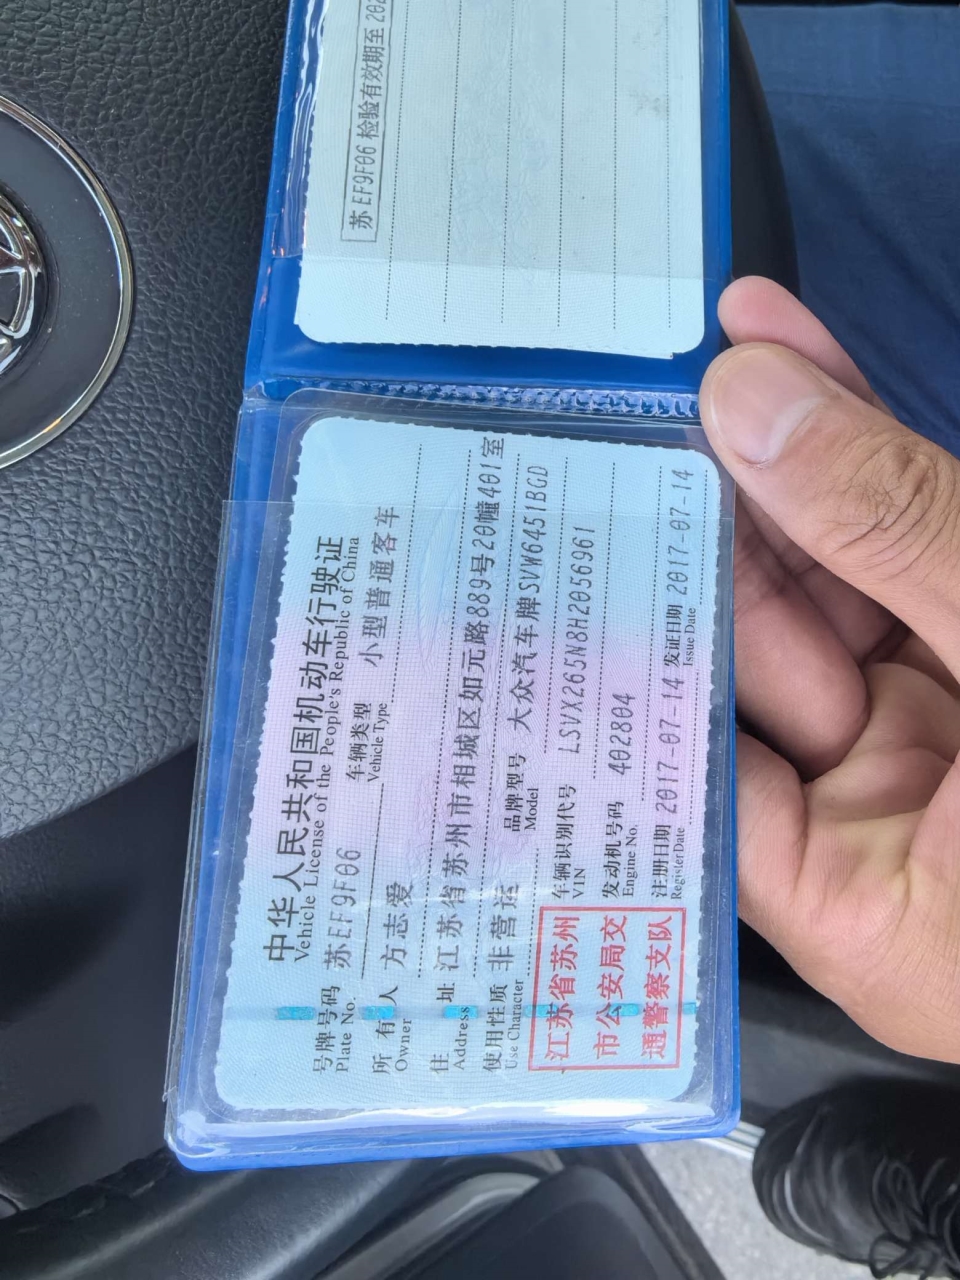 中华人民共和国机动车行驶证
Vehicle License of the People's Republic of China
号牌号码 苏EF9F06 车辆类型 小型普通客车
Plate No. Vehicle Type
所有人 方志爱
Owner
住址 江苏省苏州市相城区如元路889号20幢401室
Address
使用性质 非营运 品牌型号 大众汽车牌SVW6451BGD
Use Character Model
江苏省苏州
市公安局交
通警察支队
车辆识别代号 LSVX265N8H2056961
VIN
发动机号码 402804
Engine No.
注册日期 2017-07-14 发证日期 2017-07-14
Register Date Issue Date
苏EF9F06 检验有效期至 202